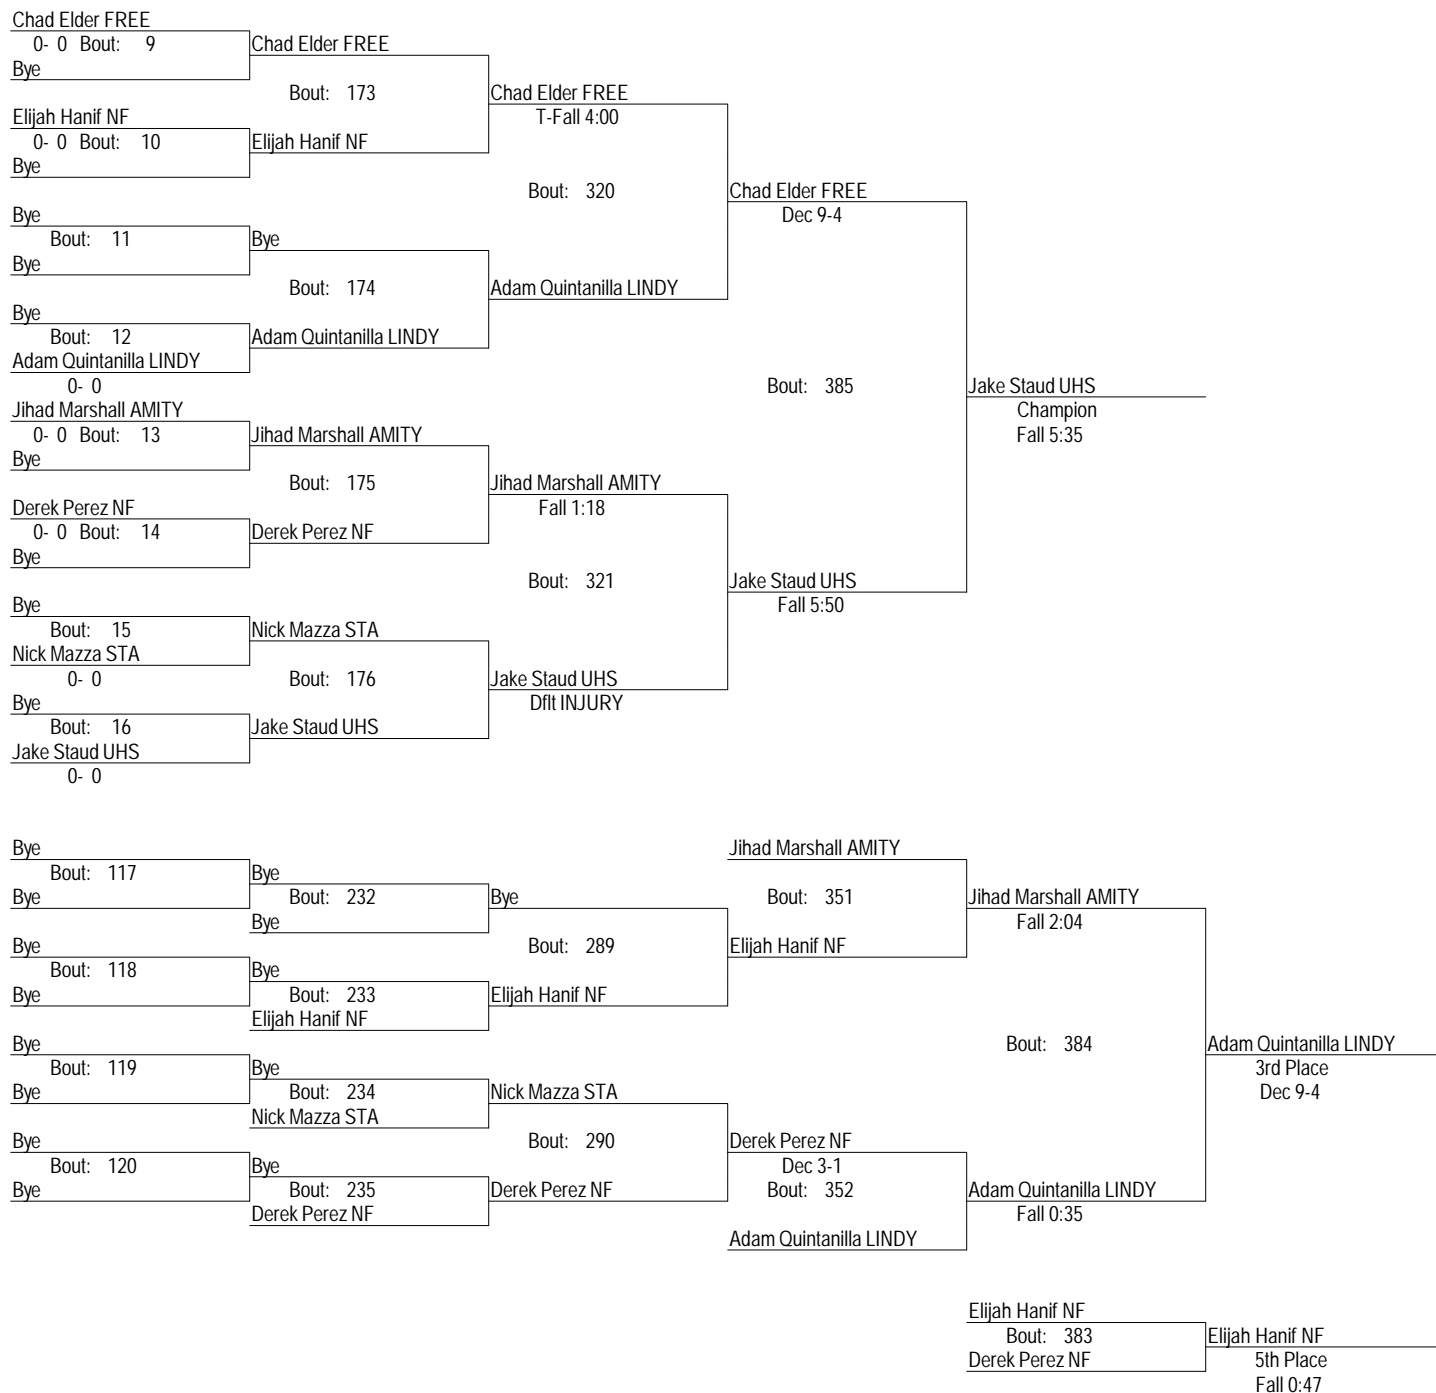 Chad Elder FREE
0- 0 Bout: 9
Bye
Chad Elder FREE
Bout: 173
Elijah Hanif NF
0- 0 Bout: 10
Bye
Elijah Hanif NF
Chad Elder FREE
T-Fall 4:00
Bout: 320
Bye
Bout: 11
Bye
Bye
Bout: 174
Bye
Bout: 12
Adam Quintanilla LINDY
0- 0
Adam Quintanilla LINDY
Adam Quintanilla LINDY
Chad Elder FREE
Dec 9-4
Bout: 385
Jihad Marshall AMITY
0- 0 Bout: 13
Bye
Jihad Marshall AMITY
Bout: 175
Derek Perez NF
0- 0 Bout: 14
Bye
Derek Perez NF
Jihad Marshall AMITY
Fall 1:18
Bout: 321
Bye
Bout: 15
Nick Mazza STA
0- 0
Nick Mazza STA
Bout: 176
Bye
Bout: 16
Jake Staud UHS
0- 0
Jake Staud UHS
Jake Staud UHS
Dflt INJURY
Jake Staud UHS
Fall 5:50
Jake Staud UHS
Champion
Fall 5:35
Bye
Bout: 117
Bye
Bye
Bout: 232
Bye
Bye
Bout: 289
Bye
Bout: 118
Bye
Bye
Bout: 233
Elijah Hanif NF
Elijah Hanif NF
Jihad Marshall AMITY
Bout: 351
Elijah Hanif NF
Jihad Marshall AMITY
Fall 2:04
Bout: 384
Bye
Bout: 119
Bye
Bye
Bout: 234
Nick Mazza STA
Nick Mazza STA
Bout: 290
Bye
Bout: 120
Bye
Bye
Bout: 235
Derek Perez NF
Derek Perez NF
Derek Perez NF
Dec 3-1
Bout: 352
Adam Quintanilla LINDY
Adam Quintanilla LINDY
Fall 0:35
Adam Quintanilla LINDY
3rd Place
Dec 9-4
Elijah Hanif NF
Bout: 383
Derek Perez NF
Elijah Hanif NF
5th Place
Fall 0:47